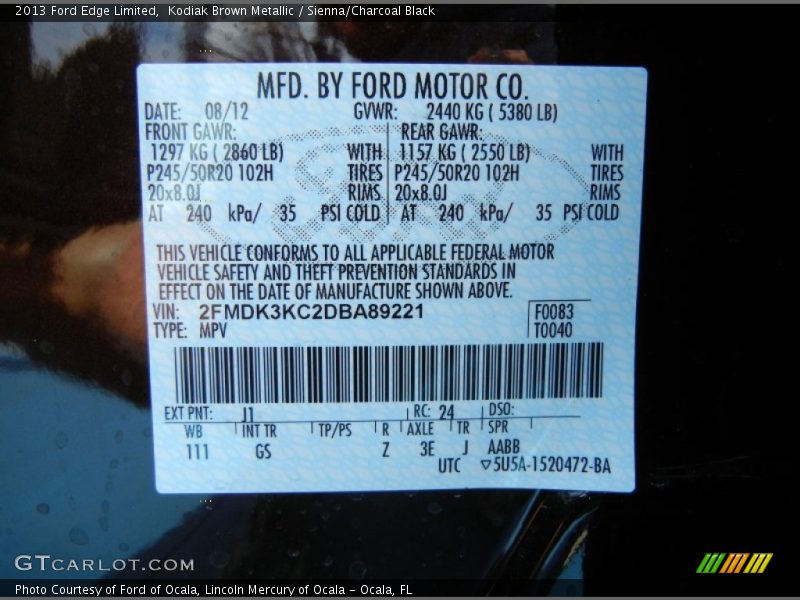 2013 Ford Edge Limited, Kodiak Brown Metallic / Sienna/Charcoal Black
MFD. BY FORD MOTOR CO.
DATE: 08/12 GVWR: 2440 KG ( 5380 LB)
FRONT GAWR: REAR GAWR:
1297 KG ( 2860 LB) WITH 1157 KG ( 2550 LB) WITH
P245/50R20 102H TIRES P245/50R20 102H TIRES
20x8.0J RIMS 20x8.0J RIMS
AT 240 kPa/ 35 PSI COLD AT 240 kPa/ 35 PSI COLD
THIS VEHICLE CONFORMS TO ALL APPLICABLE FEDERAL MOTOR
VEHICLE SAFETY AND THEFT PREVENTION STANDARDS IN
EFFECT ON THE DATE OF MANUFACTURE SHOWN ABOVE.
VIN: 2FMDK3KC2DBA89221 F0083
TYPE: MPV T0040
EXT PNT: J1 RC: 24 DSO:
WB INT TR TP/PS R AXLE TR SPR
111 GS Z 3E J AABB
UTC ▽5U5A-1520472-BA
GTCARLOT.COM
Photo Courtesy of Ford of Ocala, Lincoln Mercury of Ocala - Ocala, FL